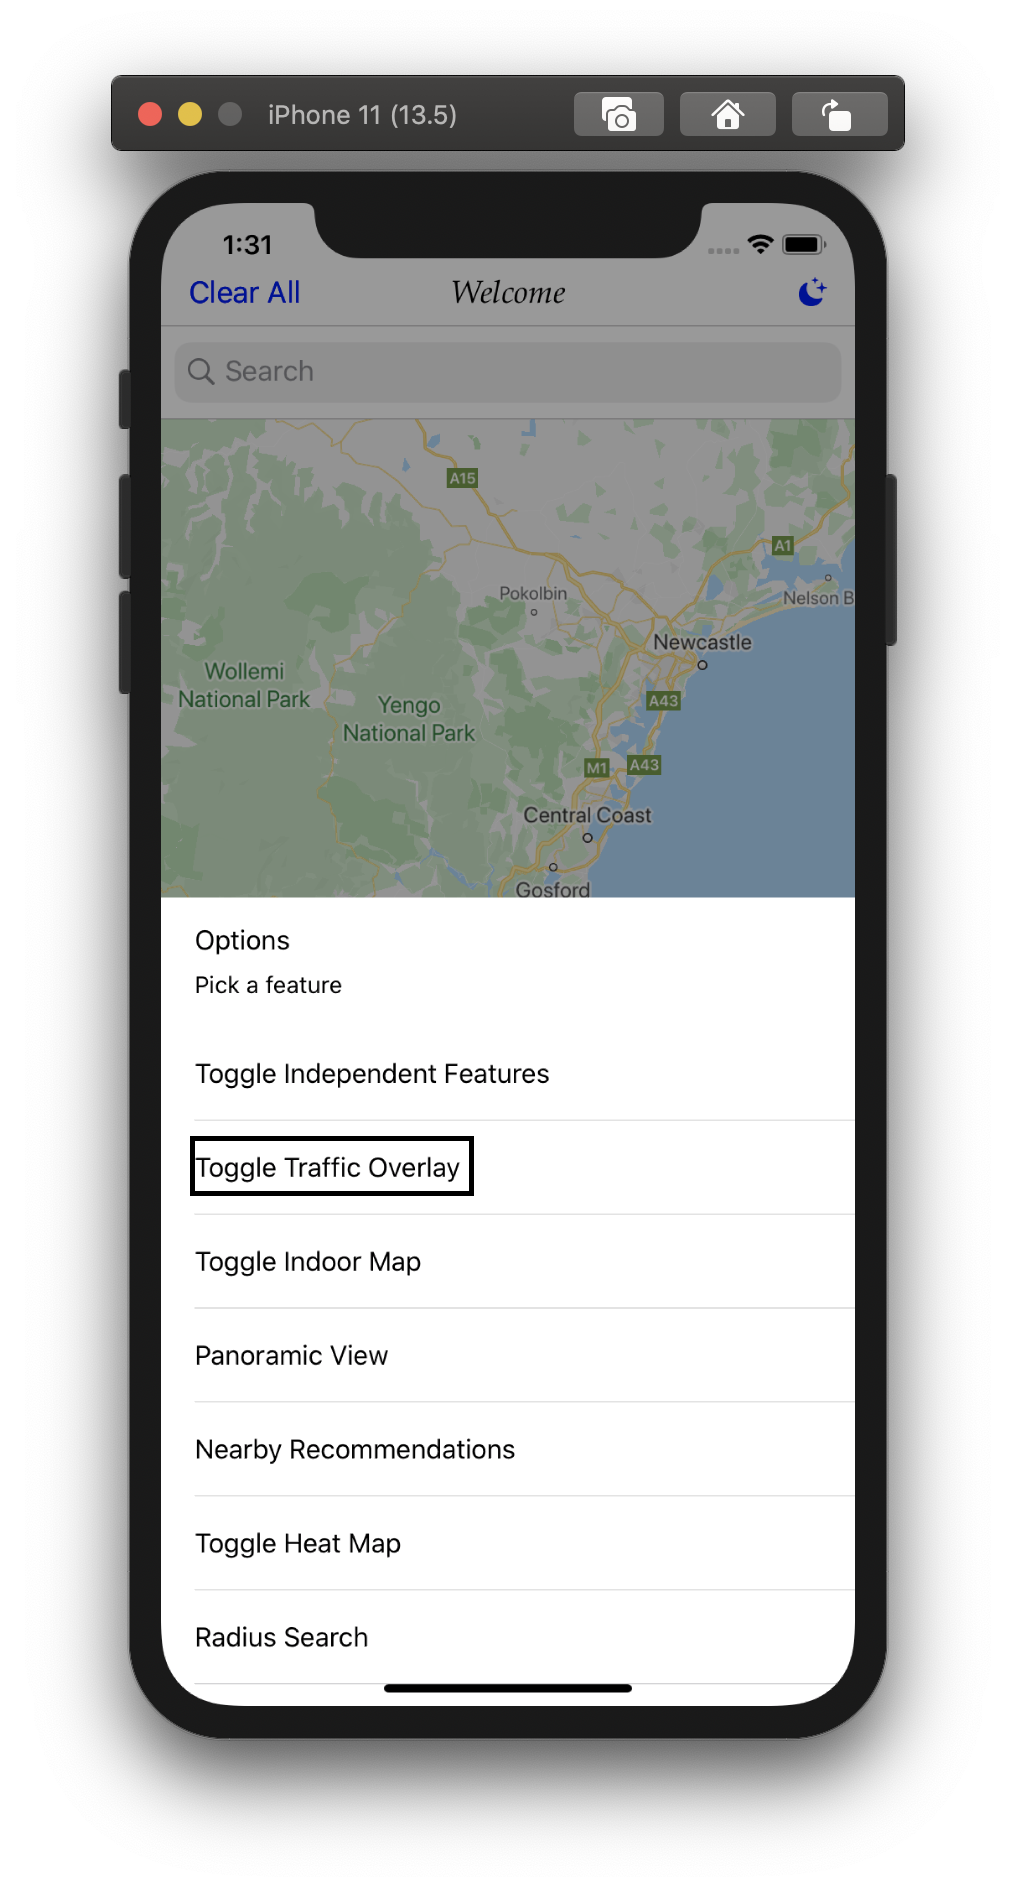 iPhone 11 (13.5)
1:31
Clear All
Welcome
Search
A15
A1
Pokolbin
Nelson B
Newcastle
Wollemi
National Park
Yengo
National Park
A43
M1
A43
Central Coast
Gosford
Options
Pick a feature
Toggle Independent Features
Toggle Traffic Overlay
Toggle Indoor Map
Panoramic View
Nearby Recommendations
Toggle Heat Map
Radius Search